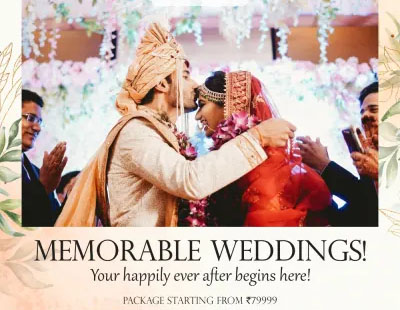 MEMORABLE WEDDINGS!
Your happily ever after begins here!
PACKAGE STARTING FROM ₹79999